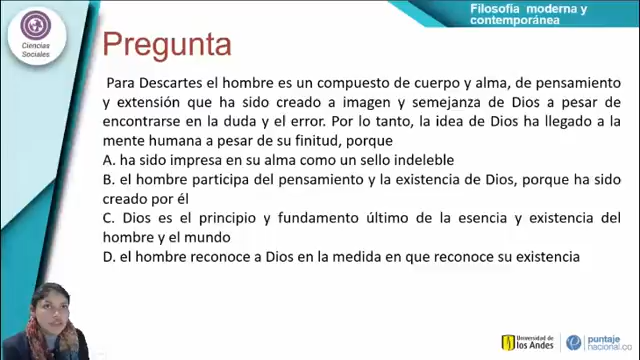 Filosofia moderna y
contemporánea
Ciencias
Sociales
Pregunta
Para Descartes el hombre es un compuesto de cuerpo y alma, de pensamiento
y extensión que ha sido creado a imagen y semejanza de Dios a pesar de
encontrarse en la duda y el error. Por lo tanto, la idea de Dios ha llegado a la
mente humana a pesar de su finitud, porque
A. ha sido impresa en su alma como un sello indeleble
B. el hombre participa del pensamiento y la existencia de Dios, porque ha sido
creado por él
C. Dios es el principio y fundamento último de la esencia y existencia del
hombre y el mundo
D. el hombre reconoce a Dios en la medida en que reconoce su existencia
Universidad de
los Andes
puntaje
nacional.co